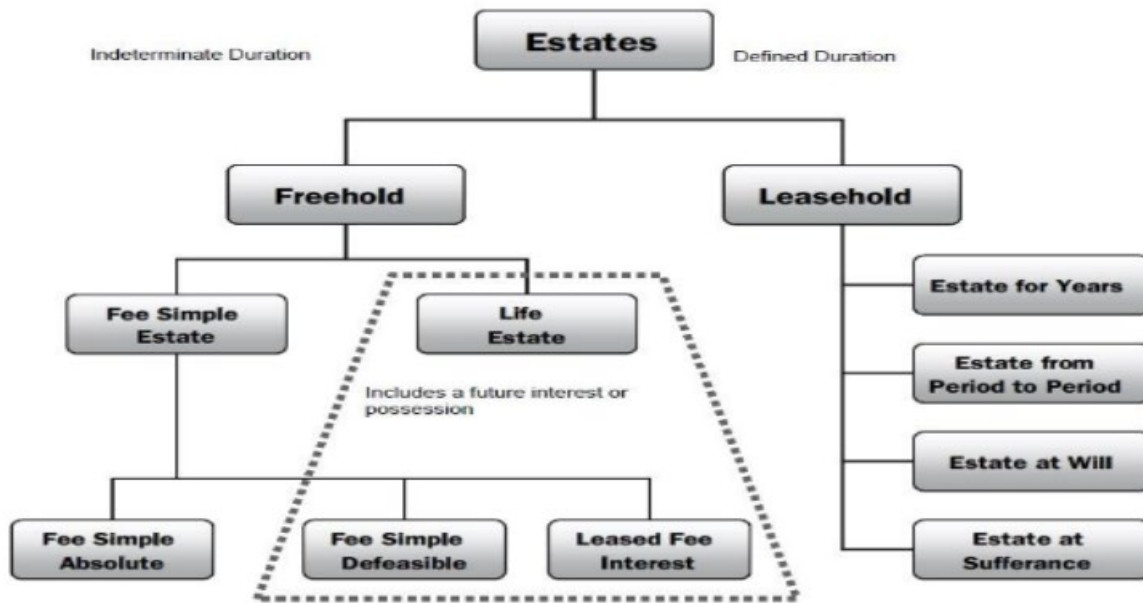 Estates
Indeterminate Duration
Defined Duration
Freehold
Leasehold
Fee Simple
Estate
Life
Estate
Estate for Years
Estate from
Period to Period
Includes a future interest or
possession
Estate at Will
Fee Simple
Absolute
Fee Simple
Defeasible
Leased Fee
Interest
Estate at
Sufferance